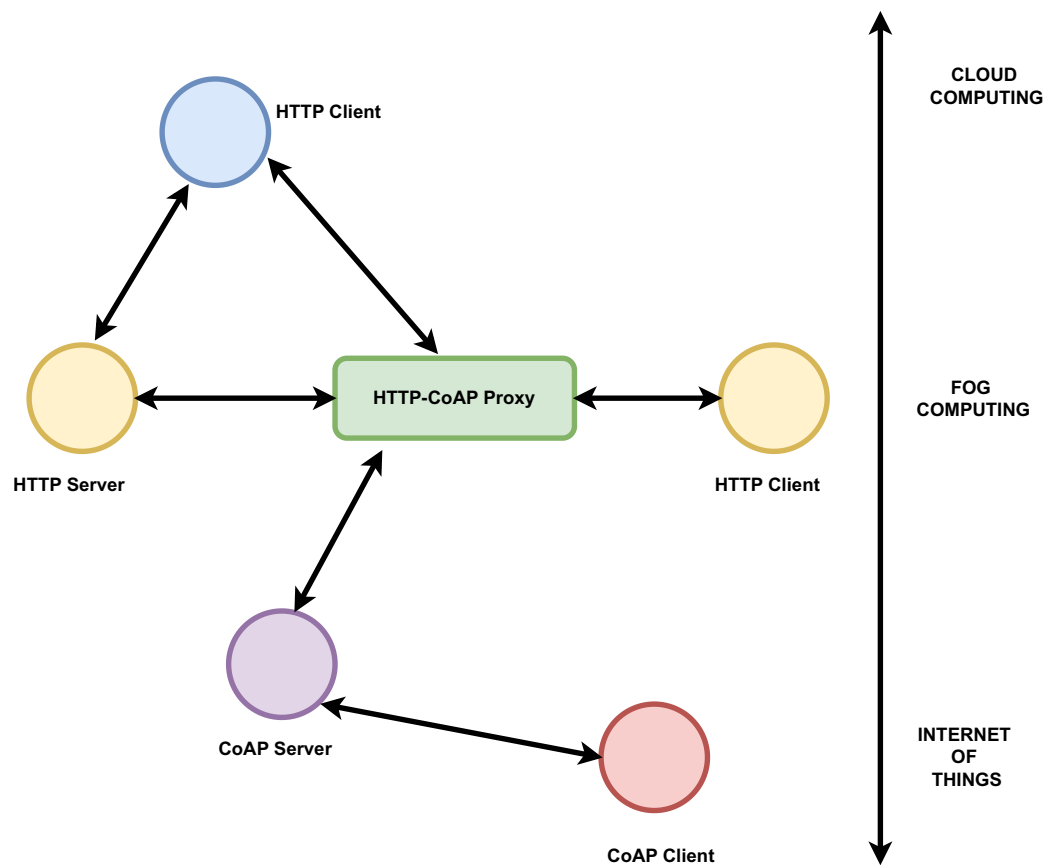 CLOUD
COMPUTING
HTTP Client
HTTP-CoAP Proxy
FOG
COMPUTING
HTTP Server
HTTP Client
CoAP Server
INTERNET
OF
THINGS
CoAP Client